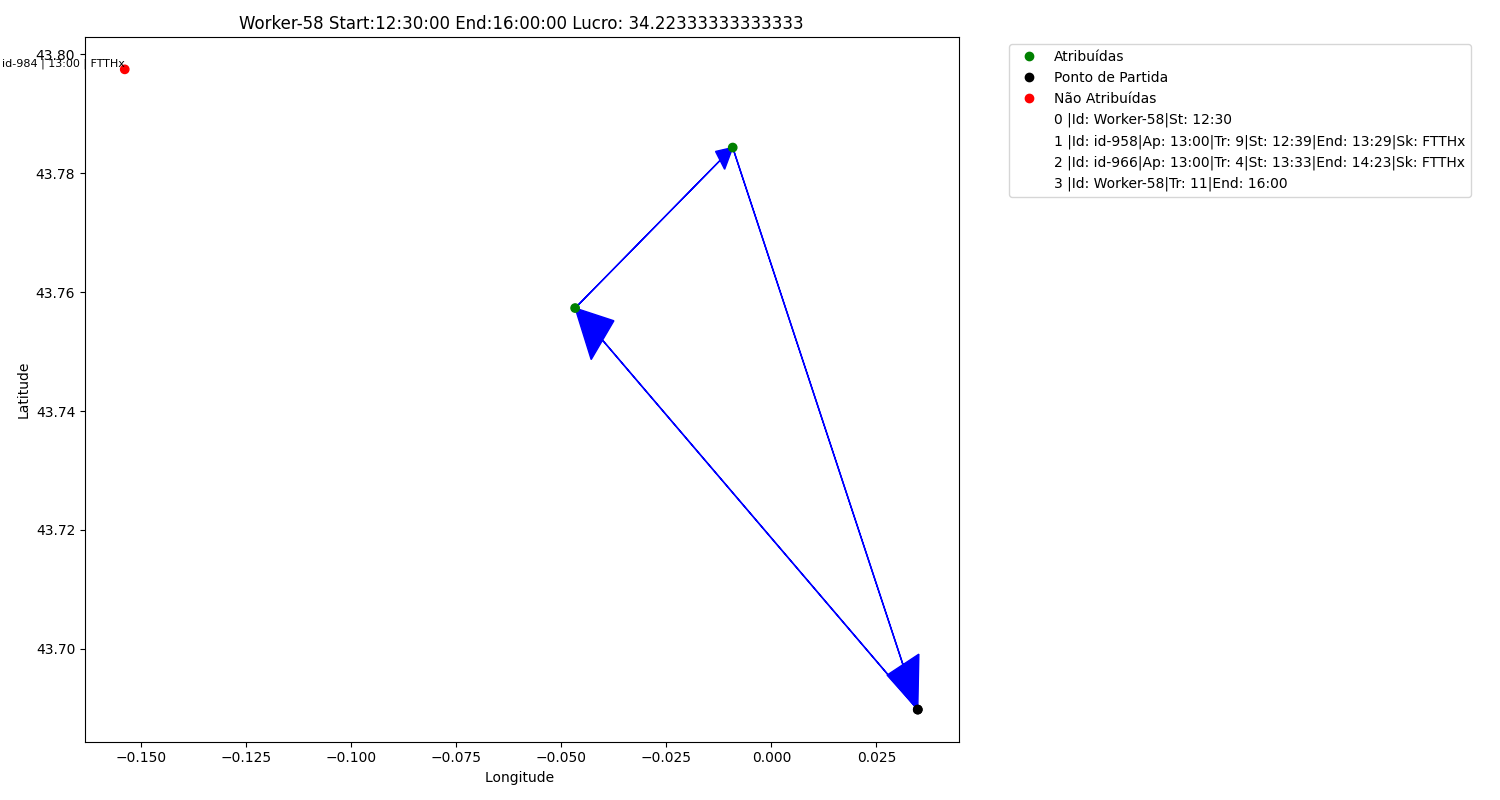 Worker-58 Start:12:30:00 End:16:00:00 Lucro: 34.22333333333333
43.80
id-984 | 13:00 | FTTHx
43.78
43.76
43.74
43.72
43.70
Latitude
−0.150 −0.125 −0.100 −0.075 −0.050 −0.025 0.000 0.025
Longitude
Atribuídas
Ponto de Partida
Não Atribuídas
0 |Id: Worker-58|St: 12:30
1 |Id: id-958|Ap: 13:00|Tr: 9|St: 12:39|End: 13:29|Sk: FTTHx
2 |Id: id-966|Ap: 13:00|Tr: 4|St: 13:33|End: 14:23|Sk: FTTHx
3 |Id: Worker-58|Tr: 11|End: 16:00